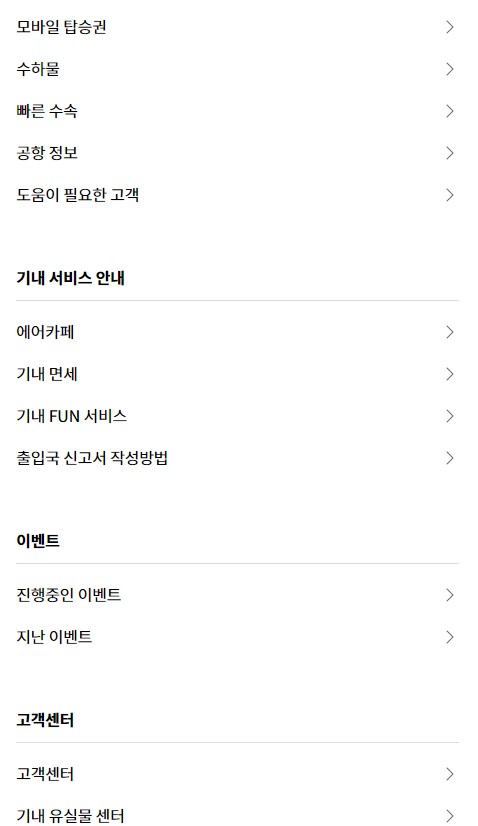 모바일 탑승권
수하물
빠른 수속
공항 정보
도움이 필요한 고객
기내 서비스 안내
에어카페
기내 면세
기내 FUN 서비스
출입국 신고서 작성방법
이벤트
진행중인 이벤트
지난 이벤트
고객센터
고객센터
기내 유실물 센터